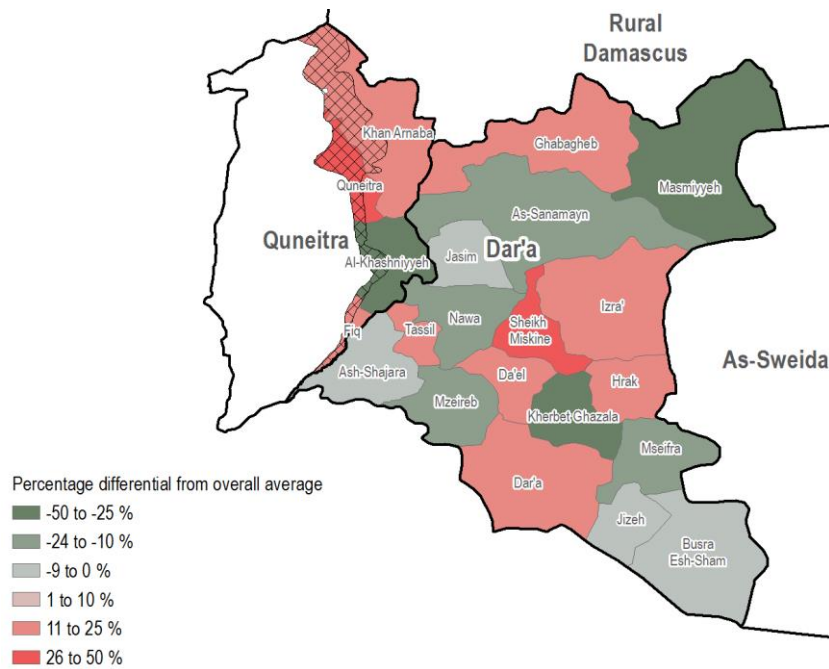 Rural
Damascus
Khan Arnaba
Ghabagheb
Masmiyyeh
Quneitra
As-Sanamayn
Quneitra
Dar'a
Al-Khashniyyeh
Jasim
Izra'
Nawa
Sheikh
Miskine
Fiq
Tassil
As-Sweida
Ash-Shajara
Da'el
Hrak
Mzeireb
Kherbet Ghazala
Mseifra
Dar'a
Jizeh
Busra
Esh-Sham
Percentage differential from overall average
-50 to -25 %
-24 to -10 %
-9 to 0 %
1 to 10 %
11 to 25 %
26 to 50 %